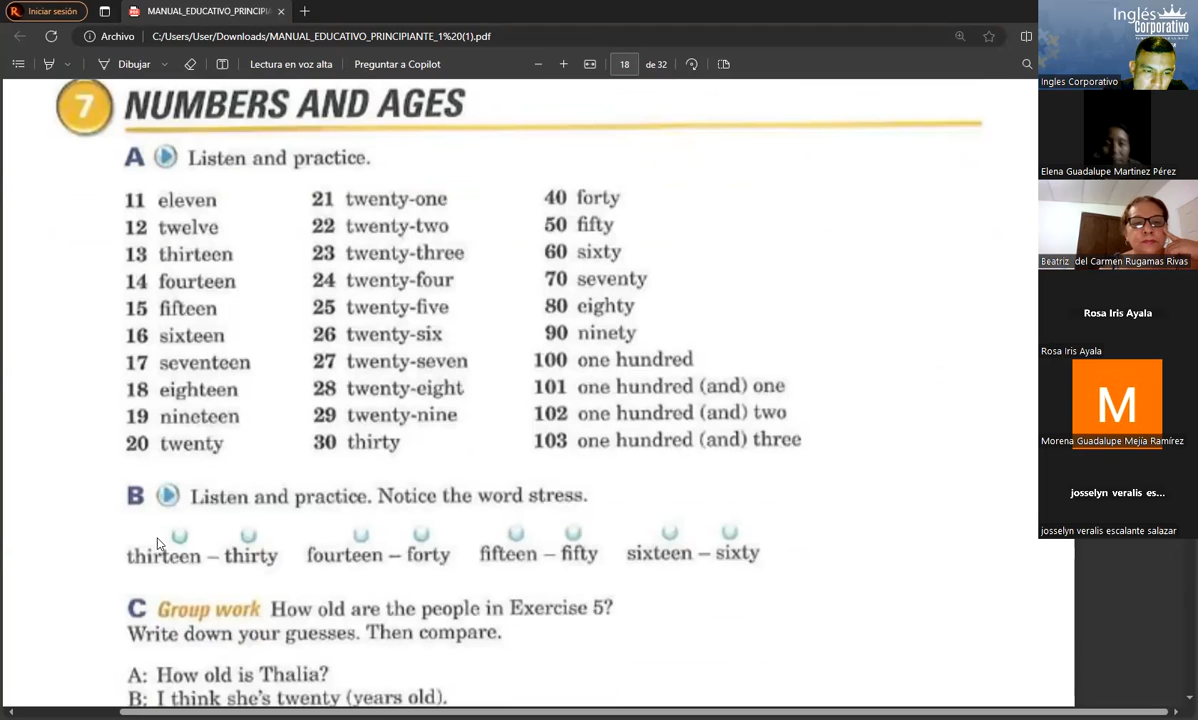 Iniciar sesión
MANUAL_EDUCATIVO_PRINCIPIA
Archivo
C:/Users/User/Downloads/MANUAL_EDUCATIVO_PRINCIPIANTE_1%20(1).pdf
Dibujar
Lectura en voz alta
Preguntar a Copilot
18
de 32
7 NUMBERS AND AGES
A Listen and practice.
11 eleven
12 twelve
13 thirteen
14 fourteen
15 fifteen
16 sixteen
17 seventeen
18 eighteen
19 nineteen
20 twenty
21 twenty-one
22 twenty-two
23 twenty-three
24 twenty-four
25 twenty-five
26 twenty-six
27 twenty-seven
28 twenty-eight
29 twenty-nine
30 thirty
40 forty
50 fifty
60 sixty
70 seventy
80 eighty
90 ninety
100 one hundred
101 one hundred (and) one
102 one hundred (and) two
103 one hundred (and) three
B Listen and practice. Notice the word stress.
thirteen – thirty fourteen – forty fifteen – fifty sixteen – sixty
C Group work How old are the people in Exercise 5?
Write down your guesses. Then compare.
A: How old is Thalia?
B: I think she's twenty (years old).
Inglés
Corporativo
Ingles Corporativo
Elena Guadalupe Martinez Pérez
Beatriz del Carmen Rugamas Rivas
Rosa Iris Ayala
Rosa Iris Ayala
M
Morena Guadalupe Mejía Ramírez
josselyn veralis es...
josselyn veralis escalante salazar